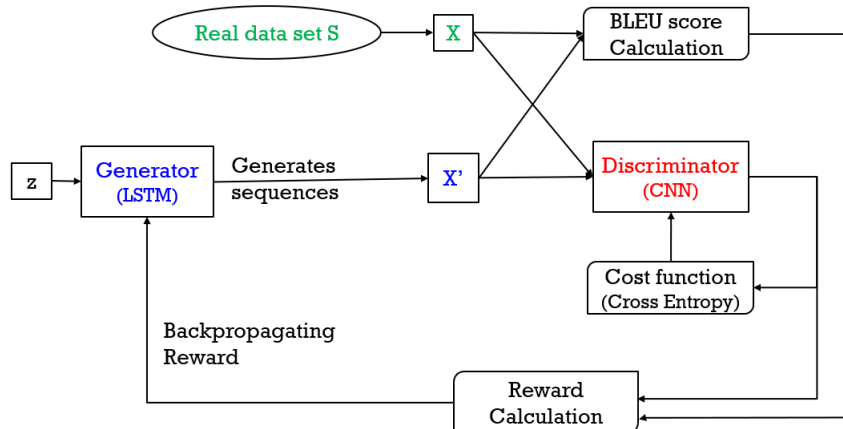 Real data set S
X
BLEU score
Calculation
z
Generator
(LSTM)
Generates
sequences
X'
Discriminator
(CNN)
Cost function
(Cross Entropy)
Backpropagating
Reward
Reward
Calculation